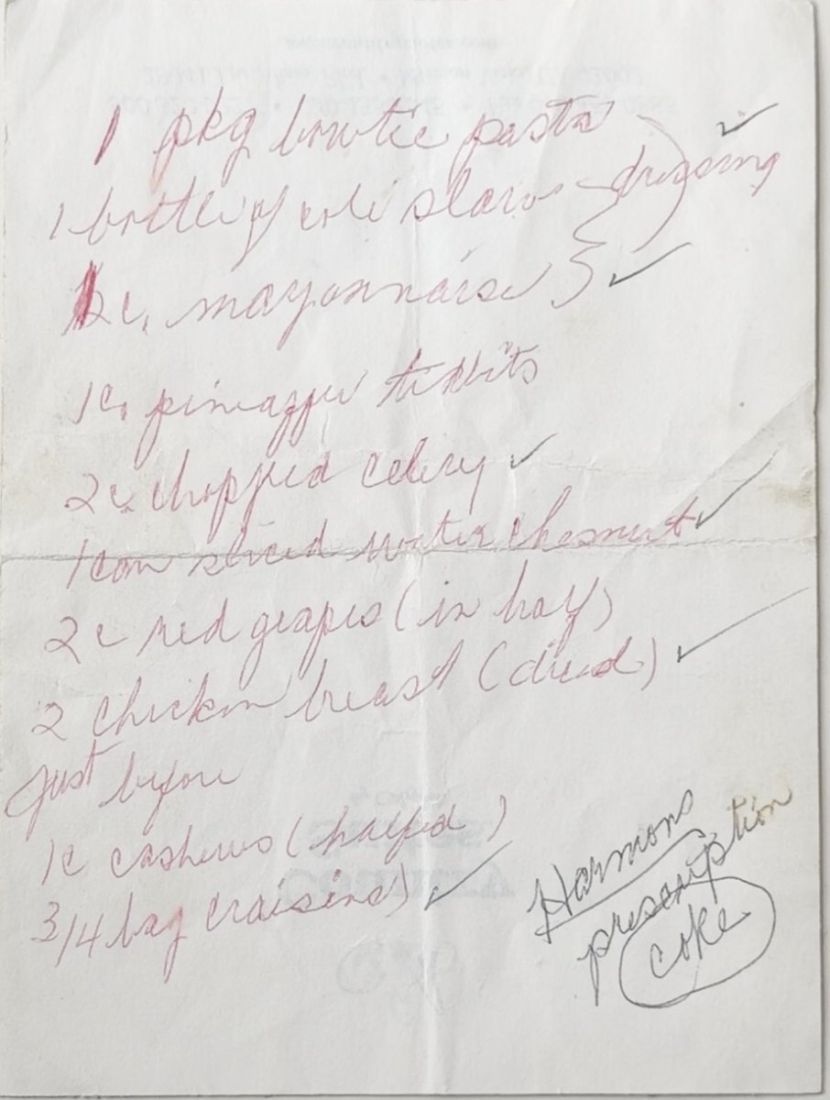 1 pkg bowtie pasta ✓
1 bottle of cole slaw dressing
1 c. mayonnaise ✓
1 c. pineapple tidbits
2 c. chopped celery ✓
1 can sliced water chesnut ✓
2 c red grapes (in half)
2 chicken breast (diced) ✓
Just before
1 c cashews (halfed)
3/4 bag craisins) ✓
Harmons
prescription
coke